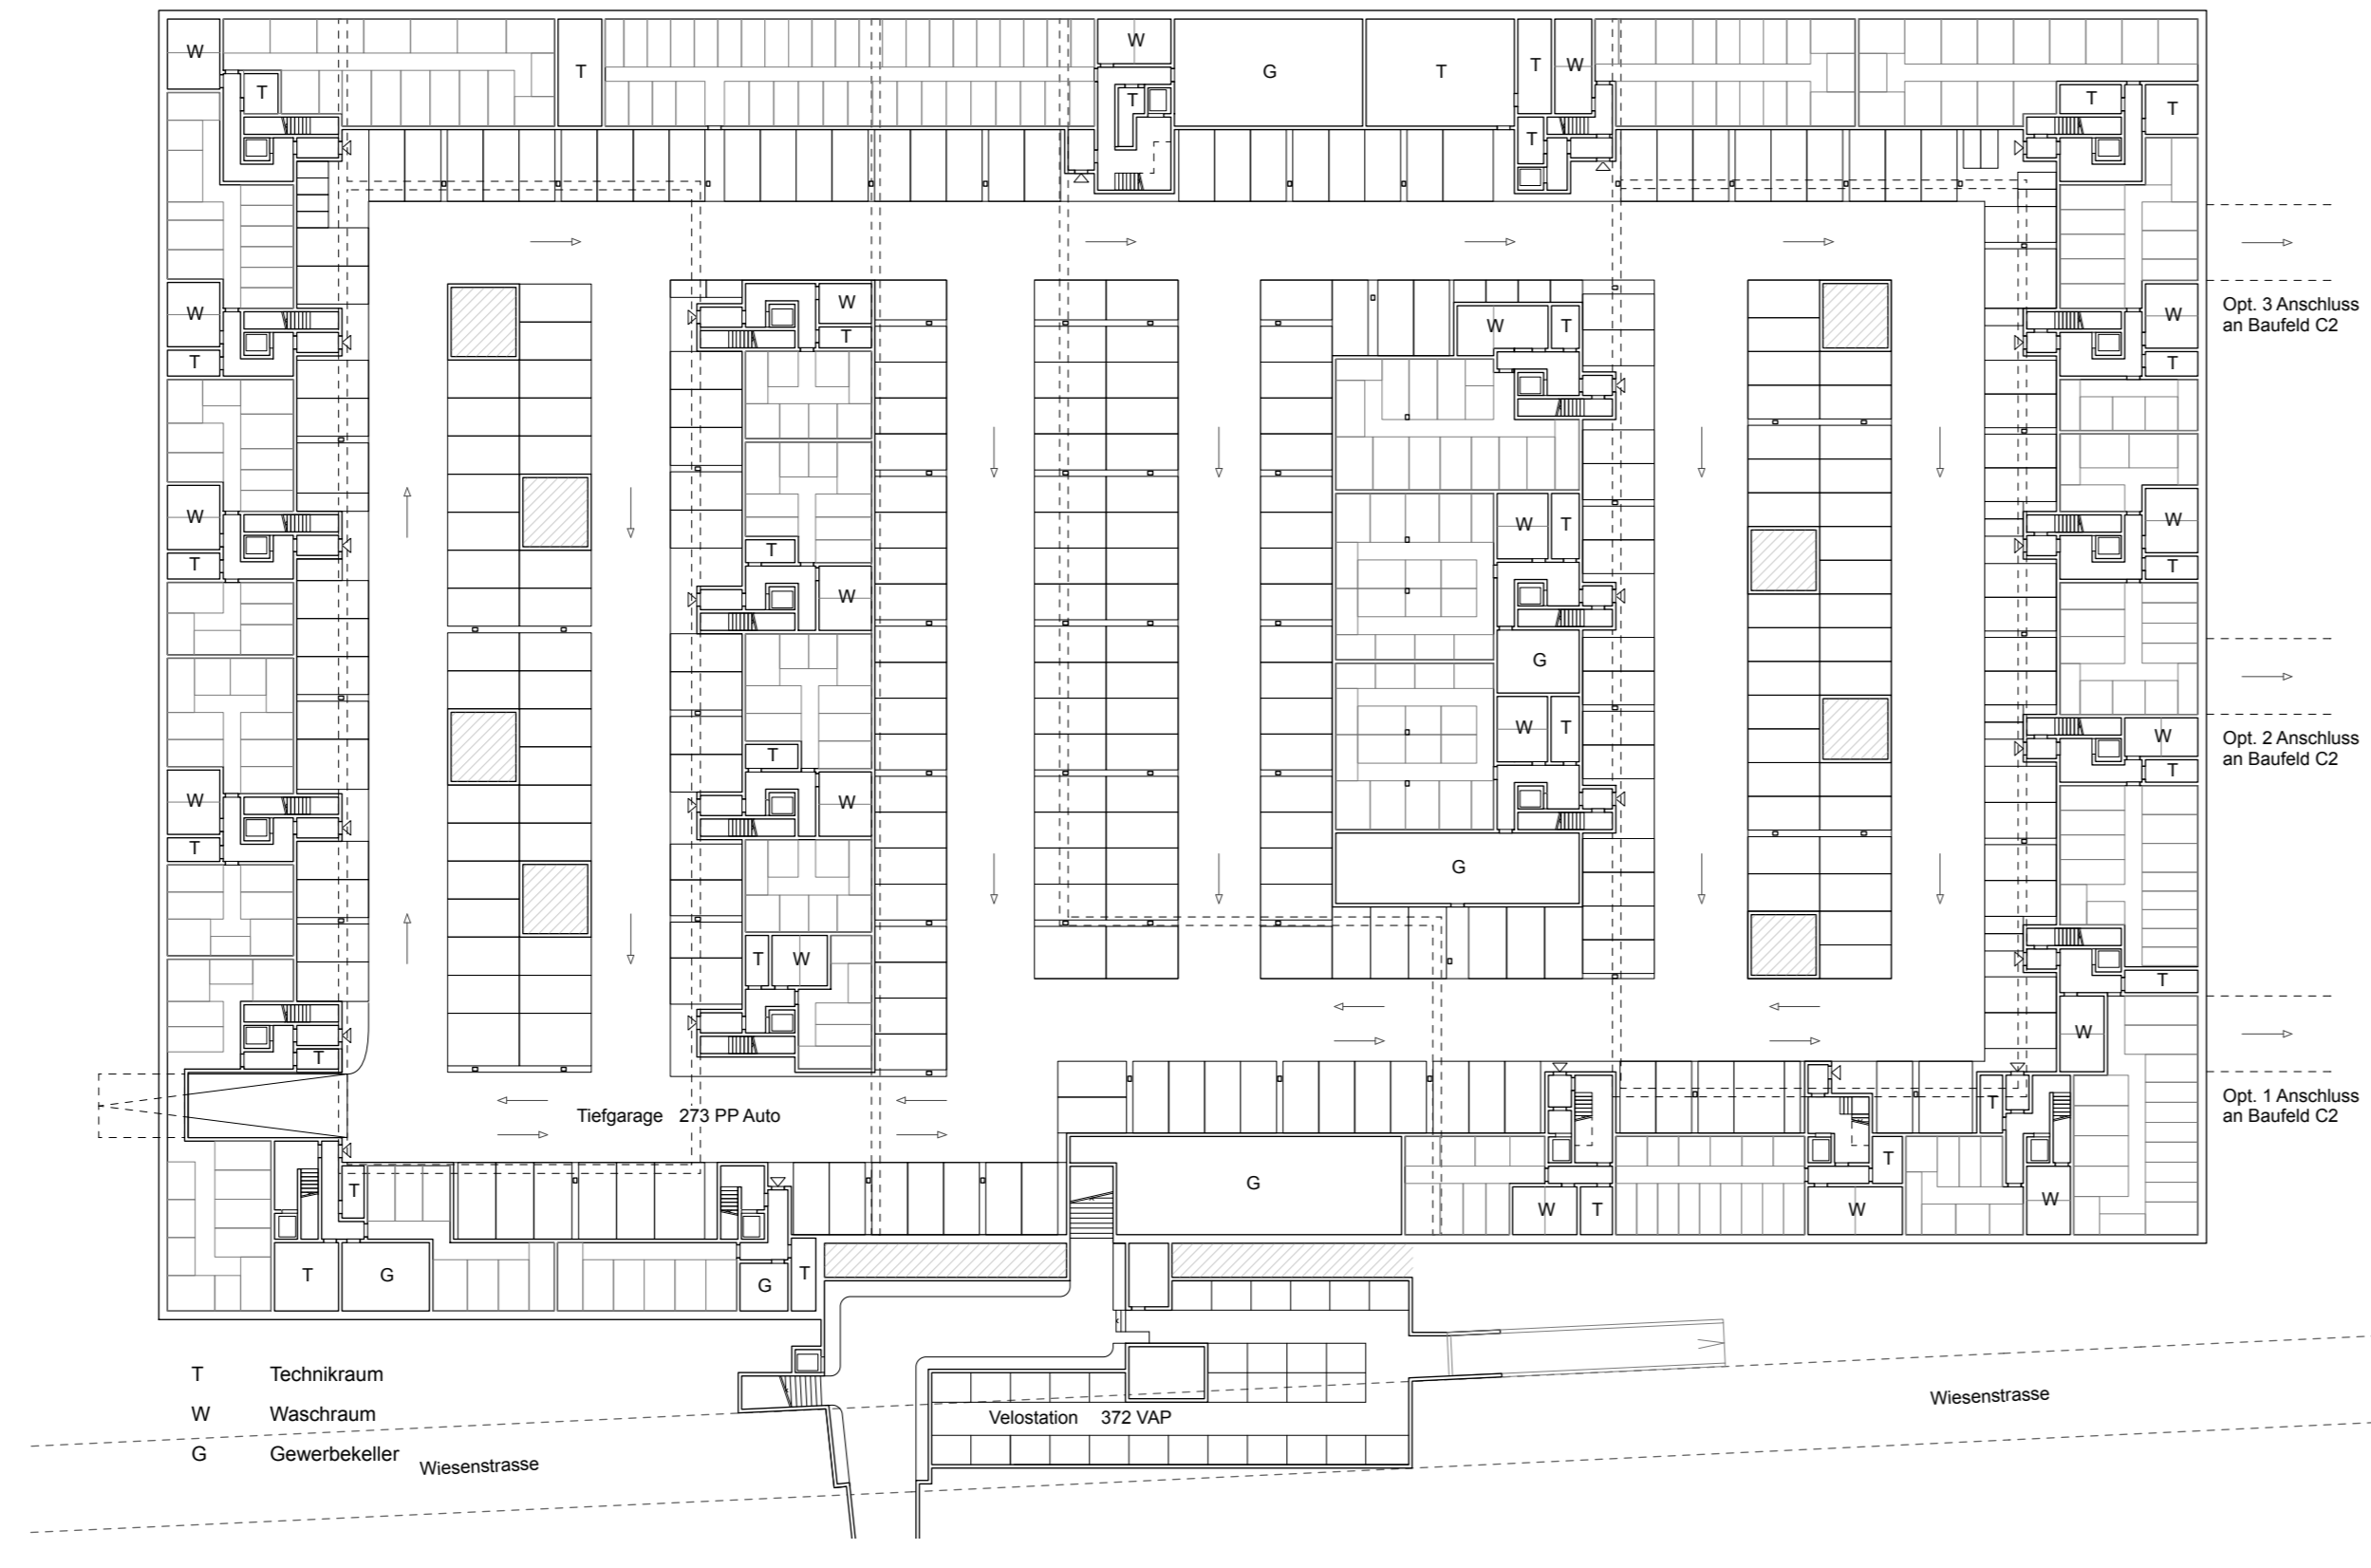 W
T
W
G
T
T
W
T
T
T
T
T
Opt. 3 Anschluss
an Baufeld C2
W
W
T
W
T
W
T
W
T
W
W
T
W
T
T
W
T
T
W
G
Opt. 2 Anschluss
an Baufeld C2
W
T
W
T
T
W
W
T
G
T
W
T
W
T
Opt. 1 Anschluss
an Baufeld C2
T
Tiefgarage 273 PP Auto
T
T
G
W
T
W
W
T
G
G
T
T Technikraum
W Waschraum
G Gewerbekeller
Velostation 372 VAP
Wiesenstrasse
Wiesenstrasse